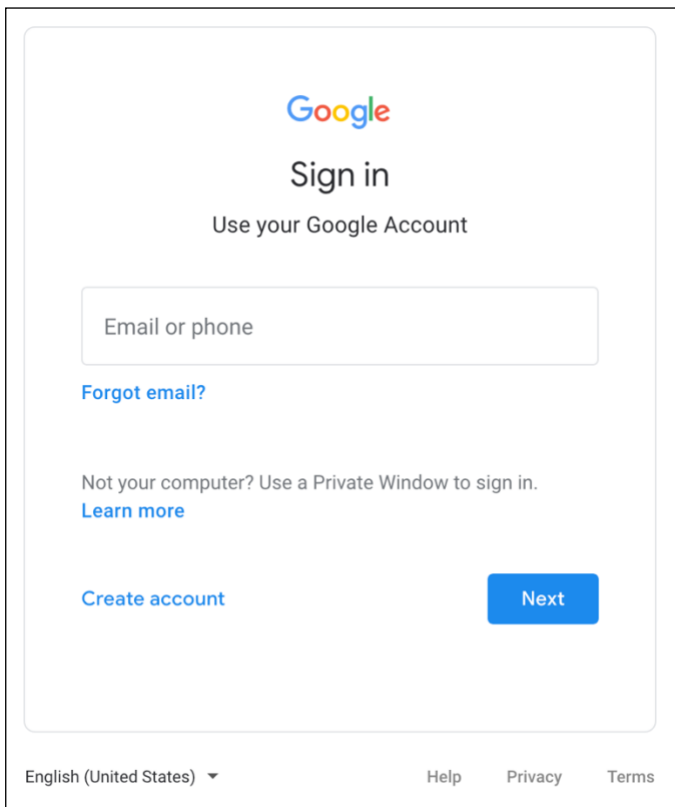 Google
Sign in
Use your Google Account
Email or phone
Forgot email?
Not your computer? Use a Private Window to sign in.
Learn more
Create account
Next
English (United States)
Help
Privacy
Terms